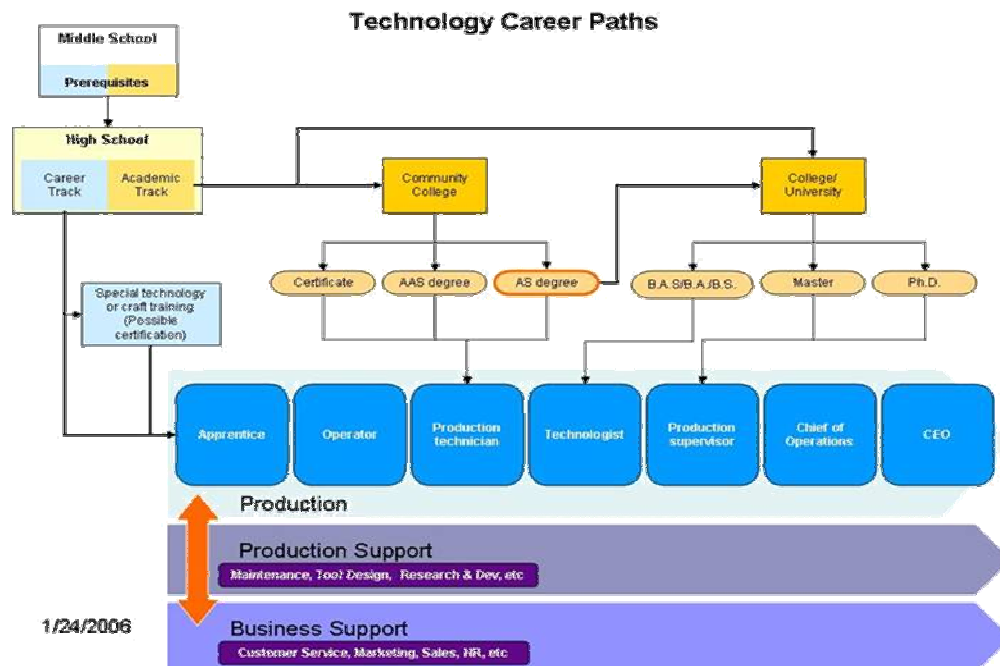 Technology Career Paths
Middle School
Prerequisites
High School
Career
Track
Academic
Track
Community
College
College/
University
Certificate
AAS degree
AS degree
B.A.S/B.A./B.S.
Master
Ph.D.
Special technology
or craft training
(Possible
certification)
Apprentice
Operator
Production
technician
Technologist
Production
supervisor
Chief of
Operations
CEO
Production
Production Support
Maintenance, Tool Design, Research & Dev, etc
1/24/2006
Business Support
Customer Service, Marketing, Sales, HR, etc